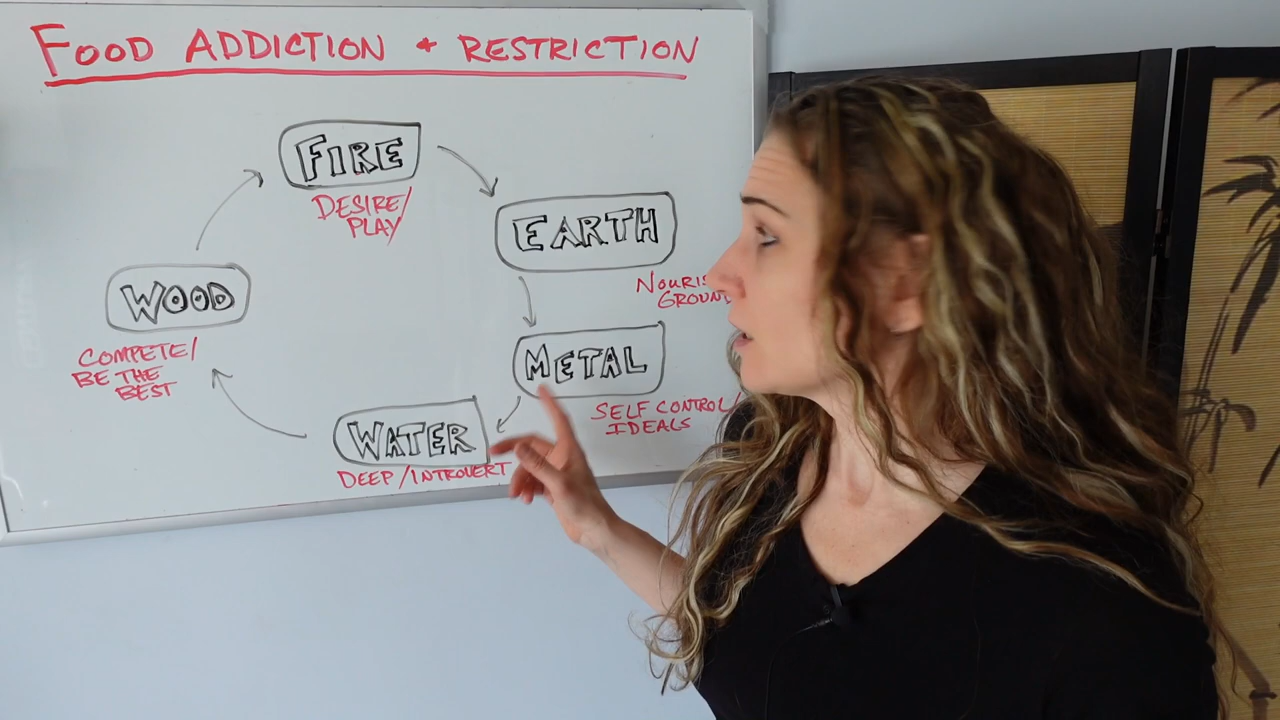 FOOD ADDICTION + RESTRICTION
FIRE
DESIRE/
PLAY
EARTH
METAL
SELF CONTROL/
IDEALS
WATER
DEEP/INTROVERT
WOOD
COMPETE/
BE THE
BEST